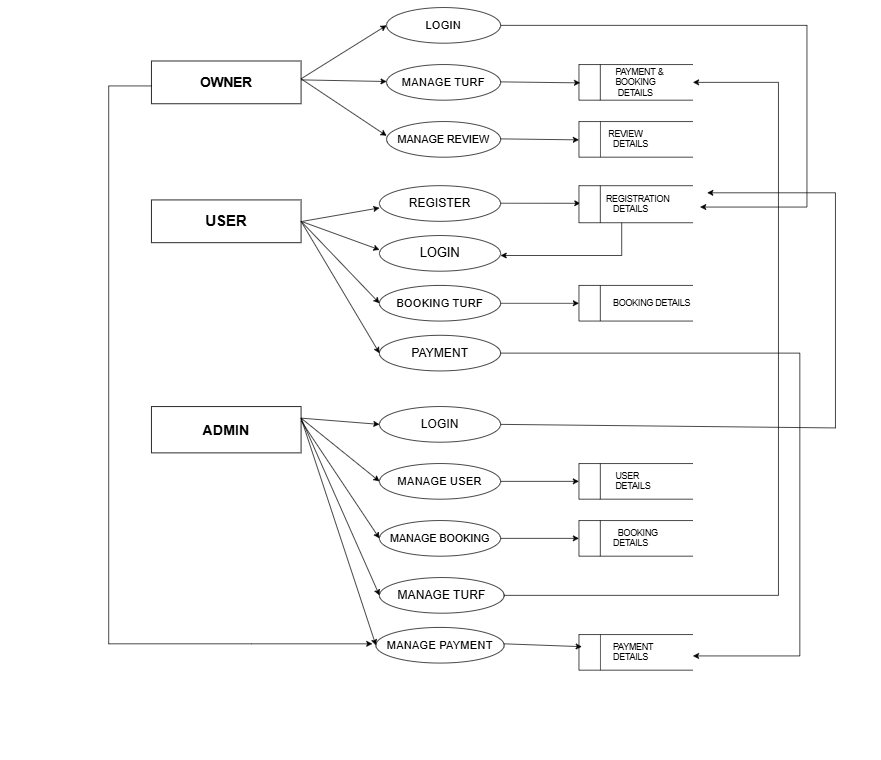 LOGIN
OWNER
MANAGE TURF
PAYMENT &
BOOKING
DETAILS
MANAGE REVIEW
REVIEW
DETAILS
USER
REGISTER
REGISTRATION
DETAILS
LOGIN
BOOKING TURF
BOOKING DETAILS
PAYMENT
ADMIN
LOGIN
MANAGE USER
USER
DETAILS
MANAGE BOOKING
BOOKING
DETAILS
MANAGE TURF
MANAGE PAYMENT
PAYMENT
DETAILS